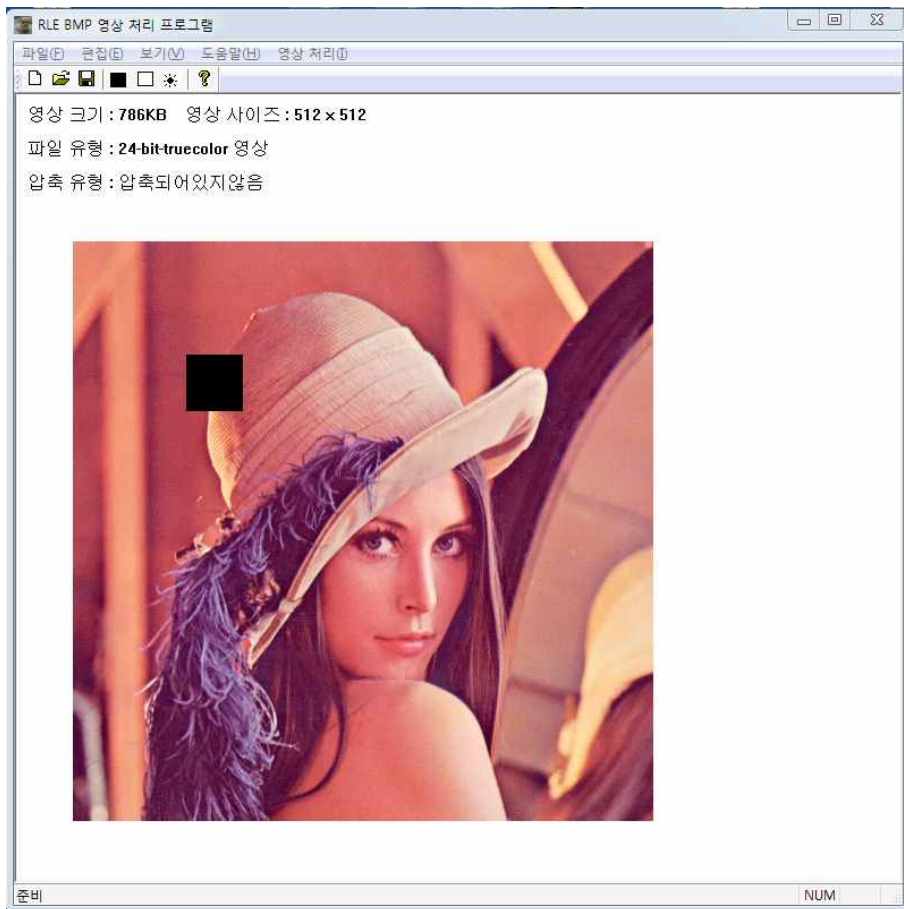 RLE BMP 영상 처리 프로그램
파일(F) 편집(E) 보기(V) 도움말(H) 영상 처리(I)
영상 크기 : 786KB 영상 사이즈 : 512 x 512
파일 유형 : 24-bit-truecolor 영상
압축 유형 : 압축되어있지않음
준비 NUM